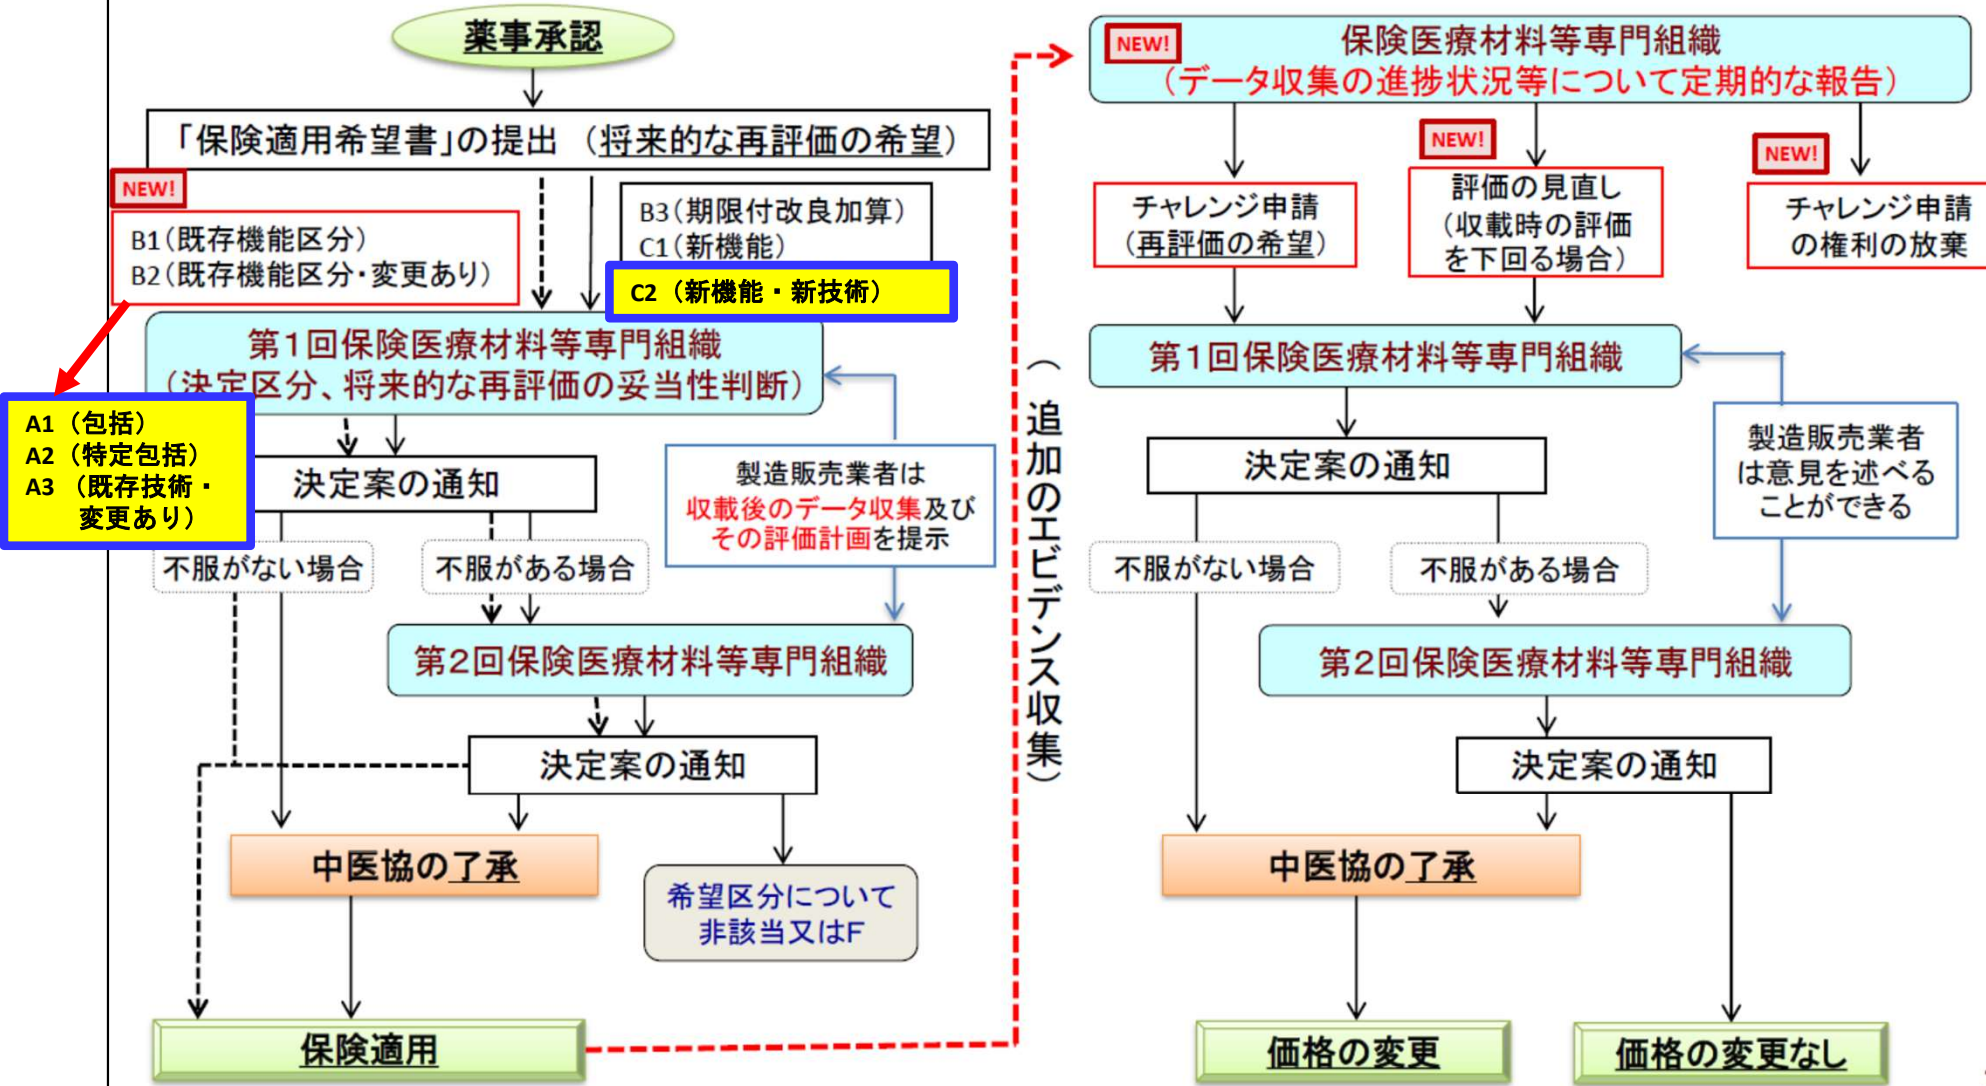 薬事承認
「保険適用希望書」の提出 （将来的な再評価の希望）
NEW!
B1（既存機能区分）
B2（既存機能区分・変更あり）
B3（期限付改良加算）
C1（新機能）
C2（新機能・新技術）
第１回保険医療材料等専門組織
（決定区分、将来的な再評価の妥当性判断）
A1（包括）
A2（特定包括）
A3 （既存技術・
変更あり）
決定案の通知
製造販売業者は
収載後のデータ収集及び
その評価計画を提示
不服がない場合
不服がある場合
第２回保険医療材料等専門組織
決定案の通知
中医協の了承
希望区分について
非該当又はF
保険適用
（追加のエビデンス収集）
NEW!
保険医療材料等専門組織
（データ収集の進捗状況等について定期的な報告）
チャレンジ申請
（再評価の希望）
NEW!
評価の見直し
（収載時の評価
を下回る場合）
NEW!
チャレンジ申請
の権利の放棄
第１回保険医療材料等専門組織
決定案の通知
製造販売業者
は意見を述べる
ことができる
不服がない場合
不服がある場合
第２回保険医療材料等専門組織
決定案の通知
中医協の了承
価格の変更
価格の変更なし